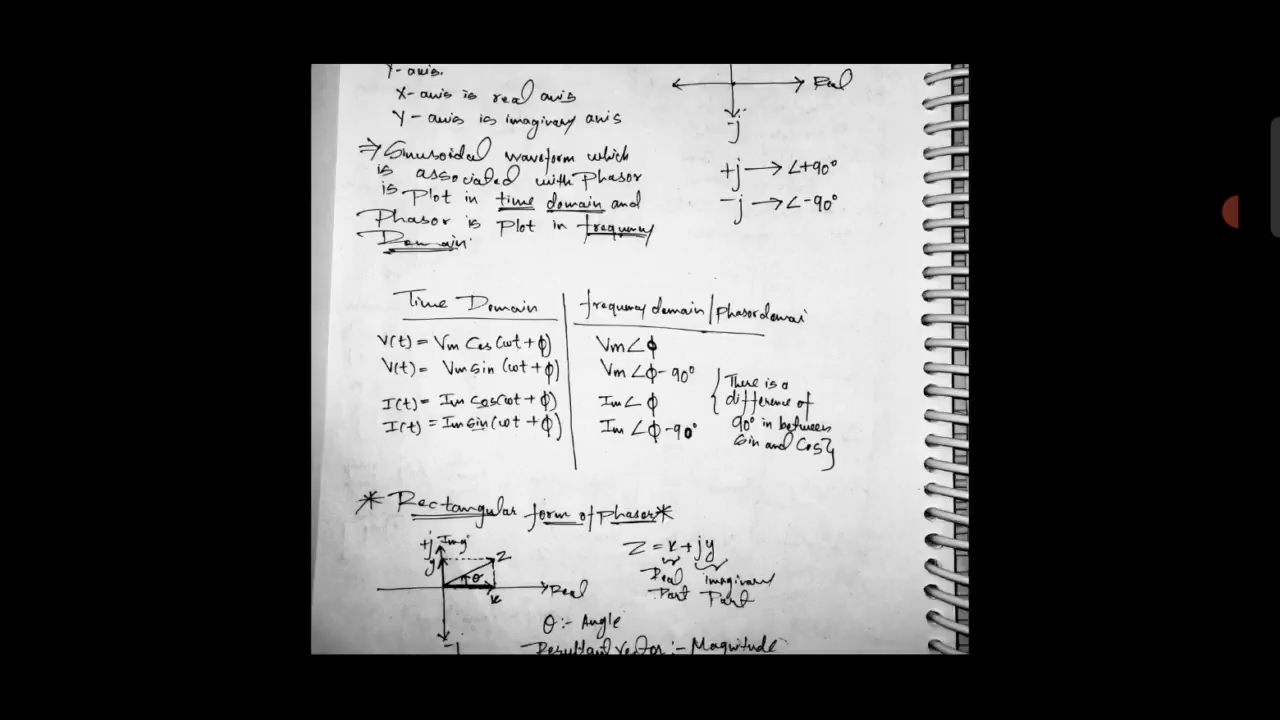 Y-axis.
X-axis is real axis
Y-axis is imaginary axis
Real
-j
+j → ∠+90°
-j → ∠-90°
⇒ Sinusoidal waveform which
is associated with Phasor
is Plot in time domain and
Phasor is Plot in frequency
Domain.
Time Domain
frequency domain/phasor domai
V(t) = Vm Cos(ωt+ϕ)
Vm∠ϕ
V(t) = Vm sin (ωt+ϕ)
Vm∠ϕ-90°
I(t) = Im cos(ωt+ϕ)
Im∠ϕ
I(t) = Im sin(ωt+ϕ)
Im∠ϕ-90°
{There is a
difference of
90° in between
Sin and Cos}
* Rectangular form of Phasor *
+j Img
y
Z
θ
x
Real
-j
Z = x+jy
Real imaginary
Part Part
θ:- Angle
Resultant vector:- Magnitude